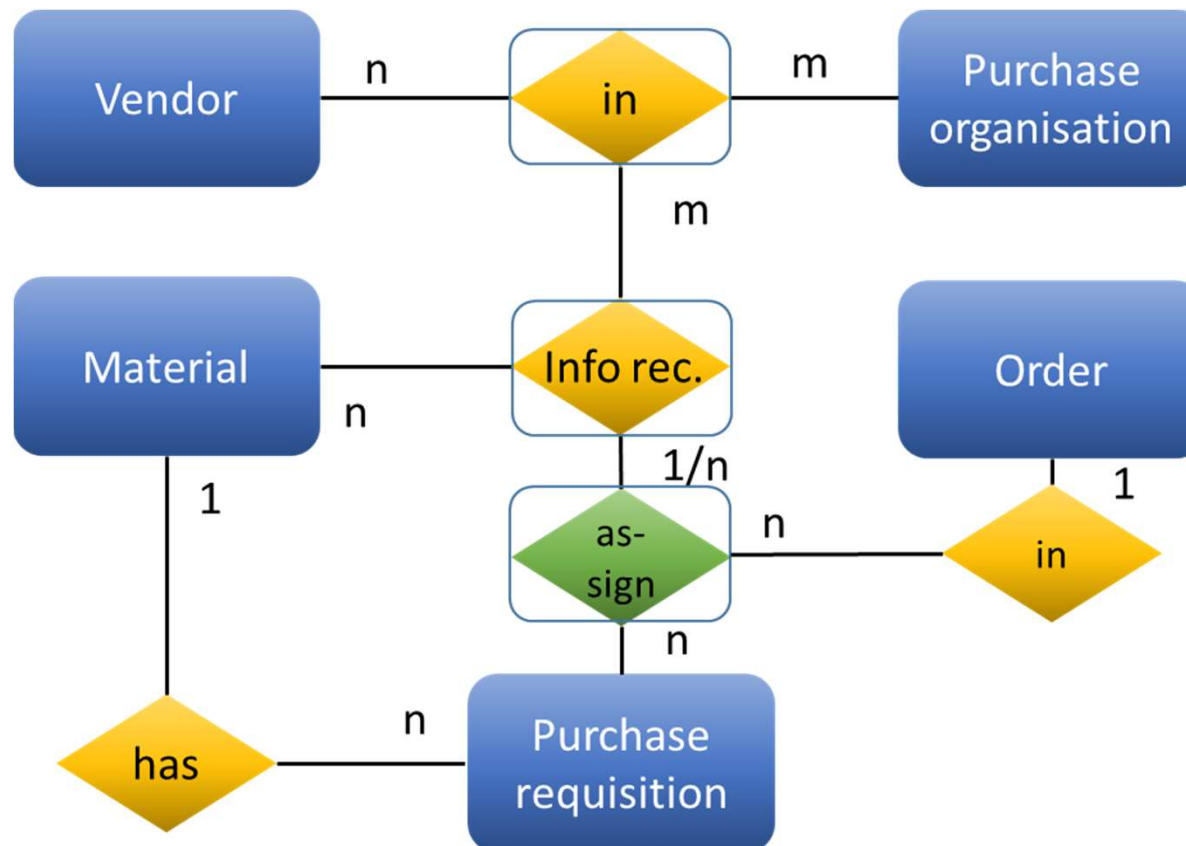 n
m
Vendor
in
Purchase
organisation
m
Material
Info rec.
Order
n
1/n
1
1
n
as-
sign
in
n
n
has
Purchase
requisition